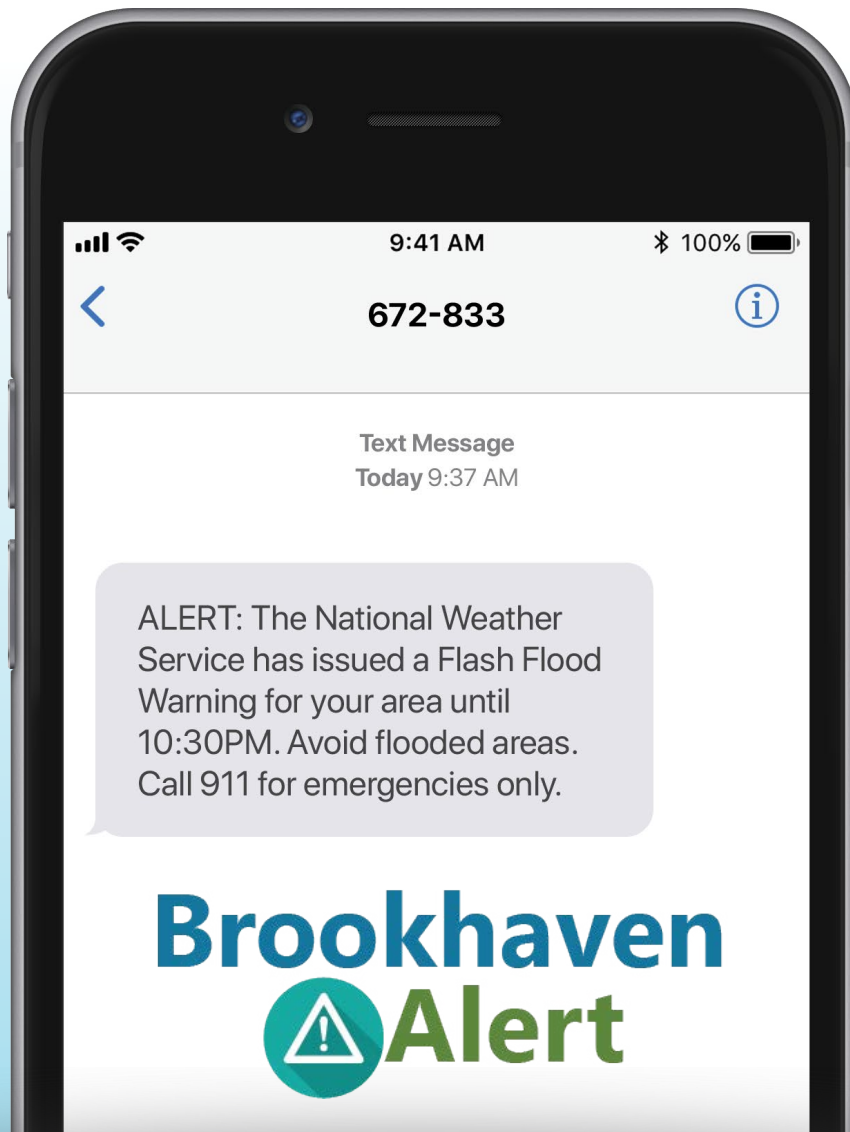 9:41 AM
100%
672-833
Text Message
Today 9:37 AM
ALERT: The National Weather
Service has issued a Flash Flood
Warning for your area until
10:30PM. Avoid flooded areas.
Call 911 for emergencies only.
Brookhaven
Alert